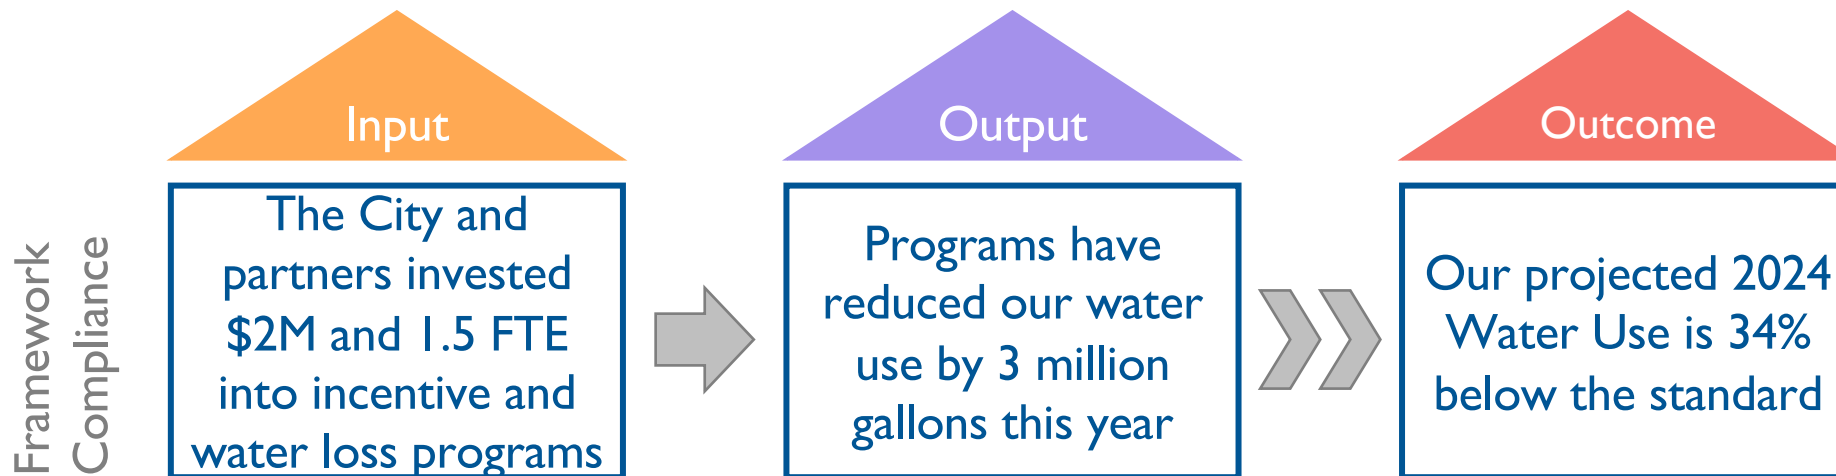 Framework
Compliance
Input
The City and
partners invested
$2M and 1.5 FTE
into incentive and
water loss programs
Output
Programs have
reduced our water
use by 3 million
gallons this year
Outcome
Our projected 2024
Water Use is 34%
below the standard